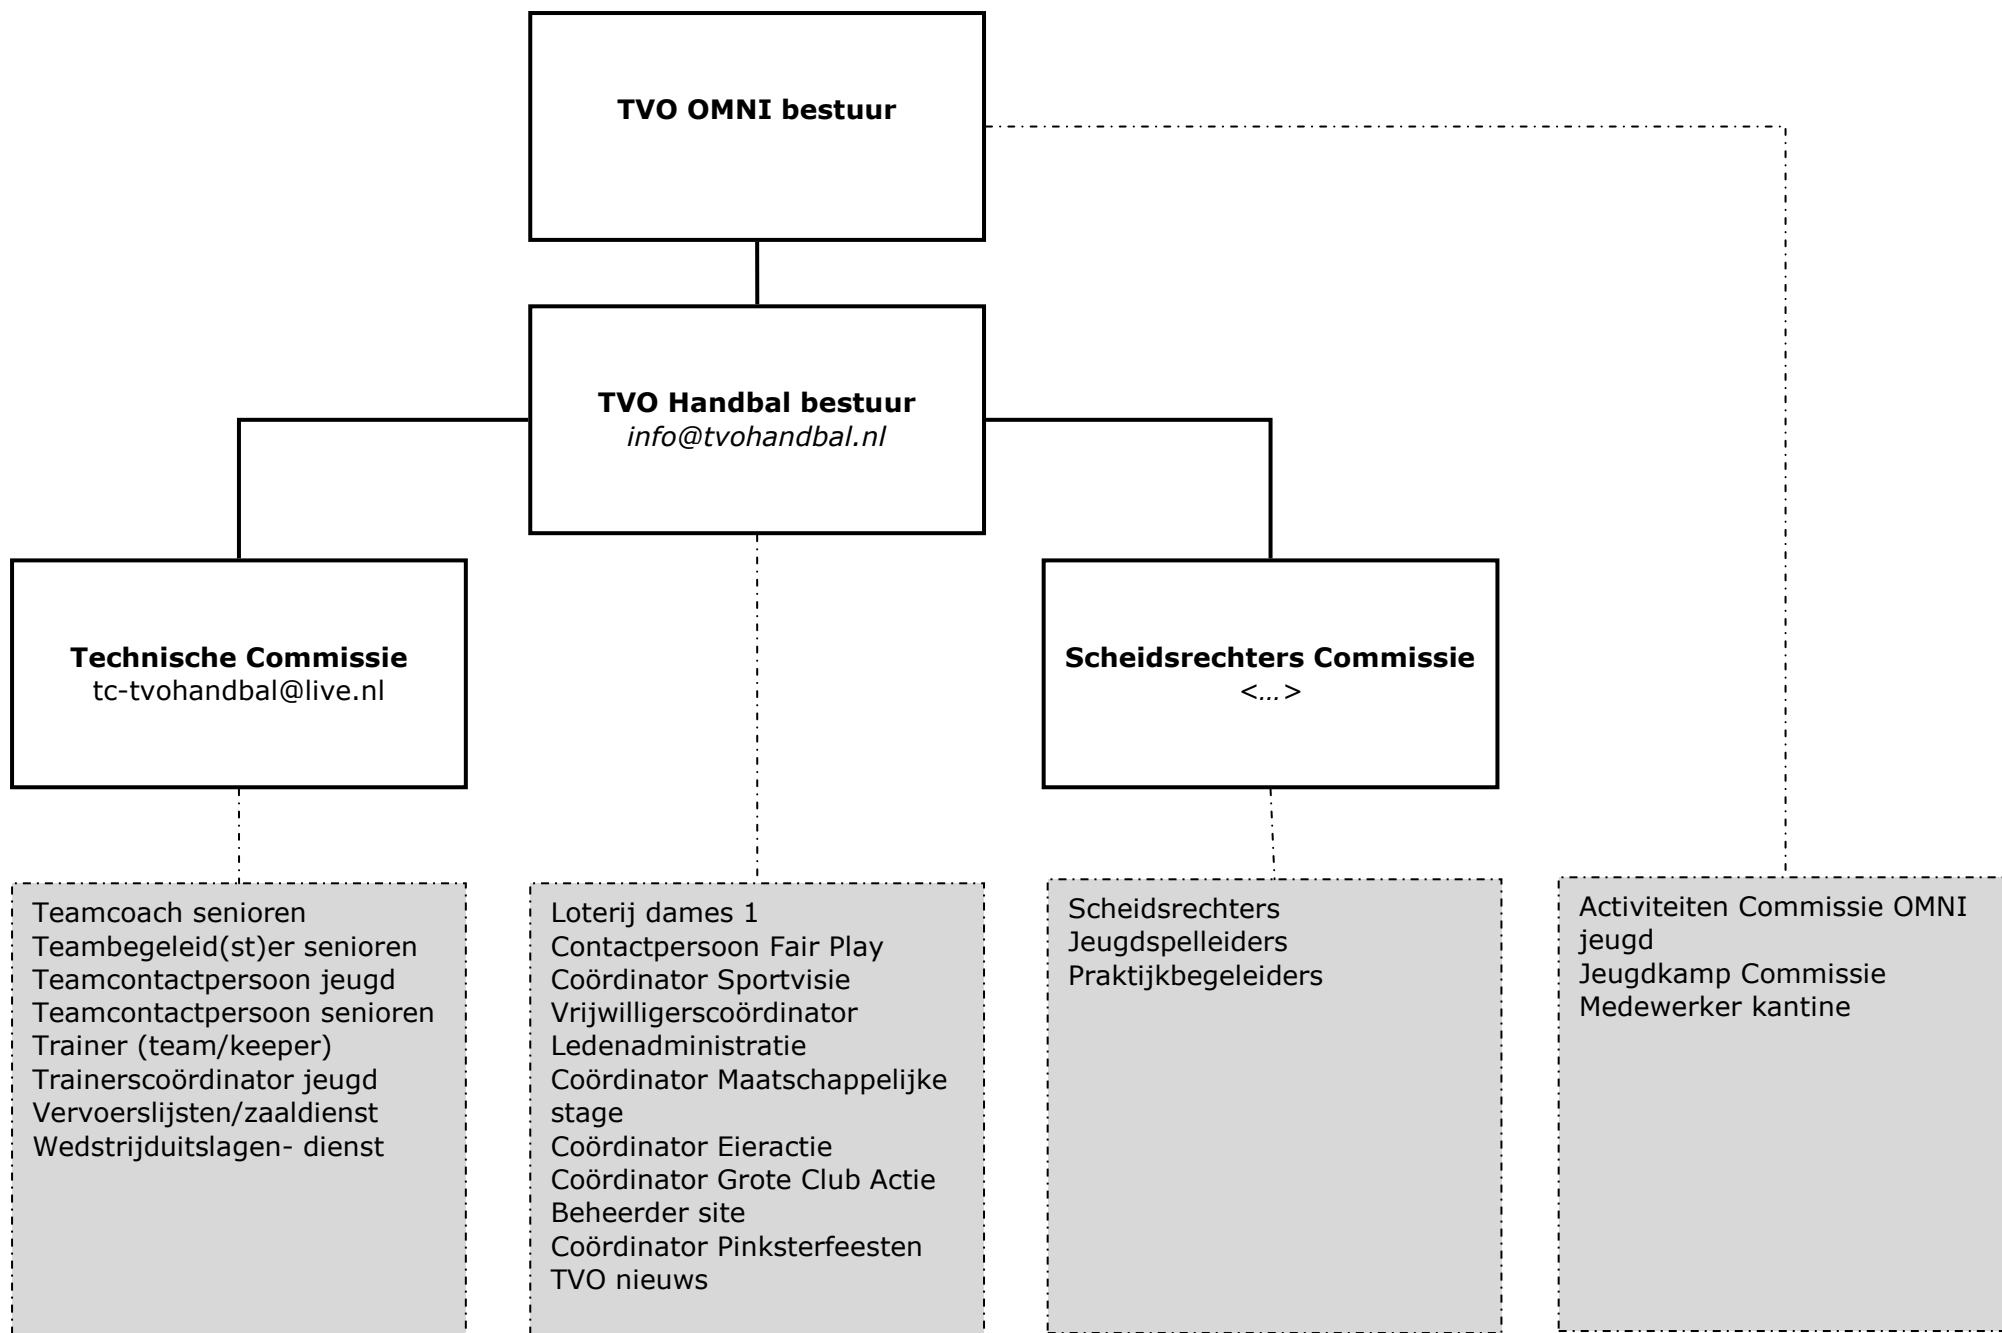 TVO OMNI bestuur
TVO Handbal bestuur
info@tvohandbal.nl
Technische Commissie
tc-tvohandbal@live.nl
Scheidsrechters Commissie
<...>
Teamcoach senioren
Teambegeleid(st)er senioren
Teamcontactpersoon jeugd
Teamcontactpersoon senioren
Trainer (team/keeper)
Trainerscoördinator jeugd
Vervoerslijsten/zaaldienst
Wedstrijduitslagen- dienst
Loterij dames 1
Contactpersoon Fair Play
Coördinator Sportvisie
Vrijwilligerscoördinator
Ledenadministratie
Coördinator Maatschappelijke
stage
Coördinator Eieractie
Coördinator Grote Club Actie
Beheerder site
Coördinator Pinksterfeesten
TVO nieuws
Scheidsrechters
Jeugdspelleiders
Praktijkbegeleiders
Activiteiten Commissie OMNI
jeugd
Jeugdkamp Commissie
Medewerker kantine